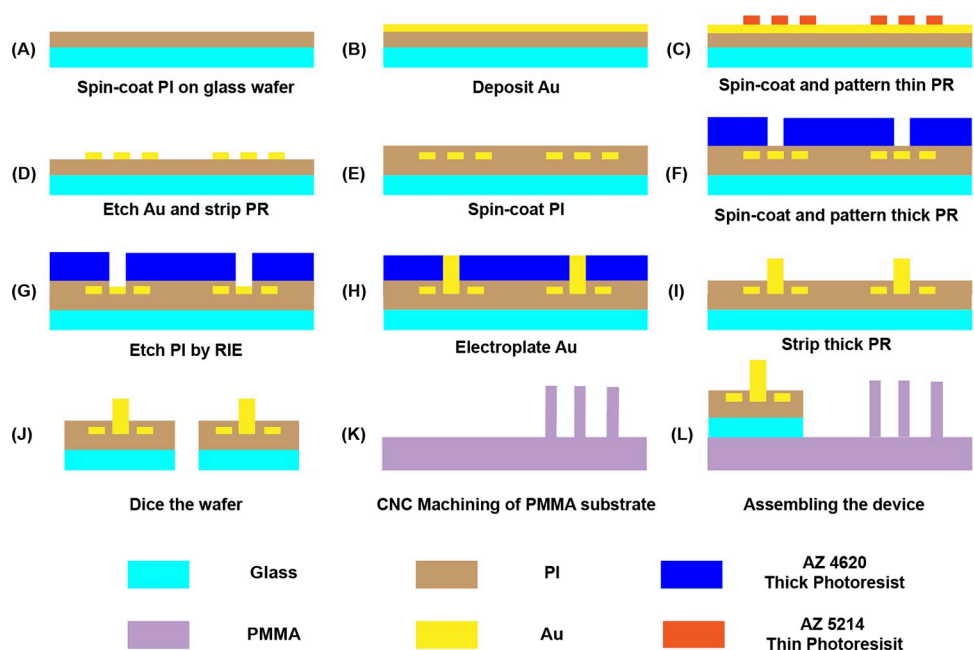 (A)
Spin-coat PI on glass wafer
(B)
Deposit Au
(C)
Spin-coat and pattern thin PR
(D)
Etch Au and strip PR
(E)
Spin-coat PI
(F)
Spin-coat and pattern thick PR
(G)
Etch PI by RIE
(H)
Electroplate Au
(I)
Strip thick PR
(J)
Dice the wafer
(K)
CNC Machining of PMMA substrate
(L)
Assembling the device
Glass
PI
AZ 4620
Thick Photoresist
PMMA
Au
AZ 5214
Thin Photoresisit